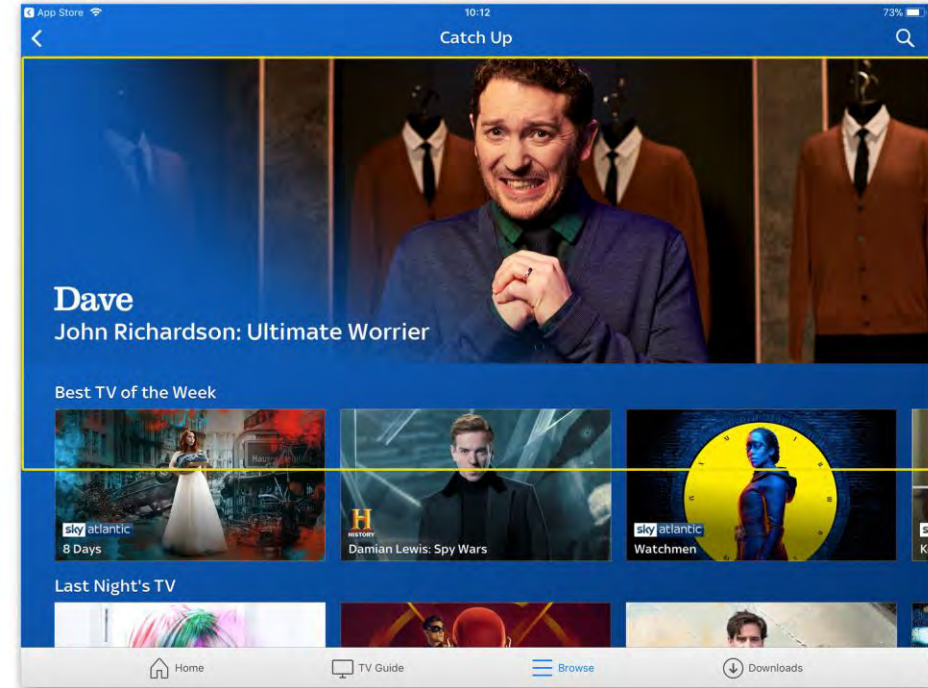 App Store
10:12
73%
Catch Up
Dave
John Richardson: Ultimate Worrier
Best TV of the Week
sky atlantic
8 Days
H
HISTORY
Damian Lewis: Spy Wars
sky atlantic
Watchmen
Last Night's TV
Home
TV Guide
Browse
Downloads